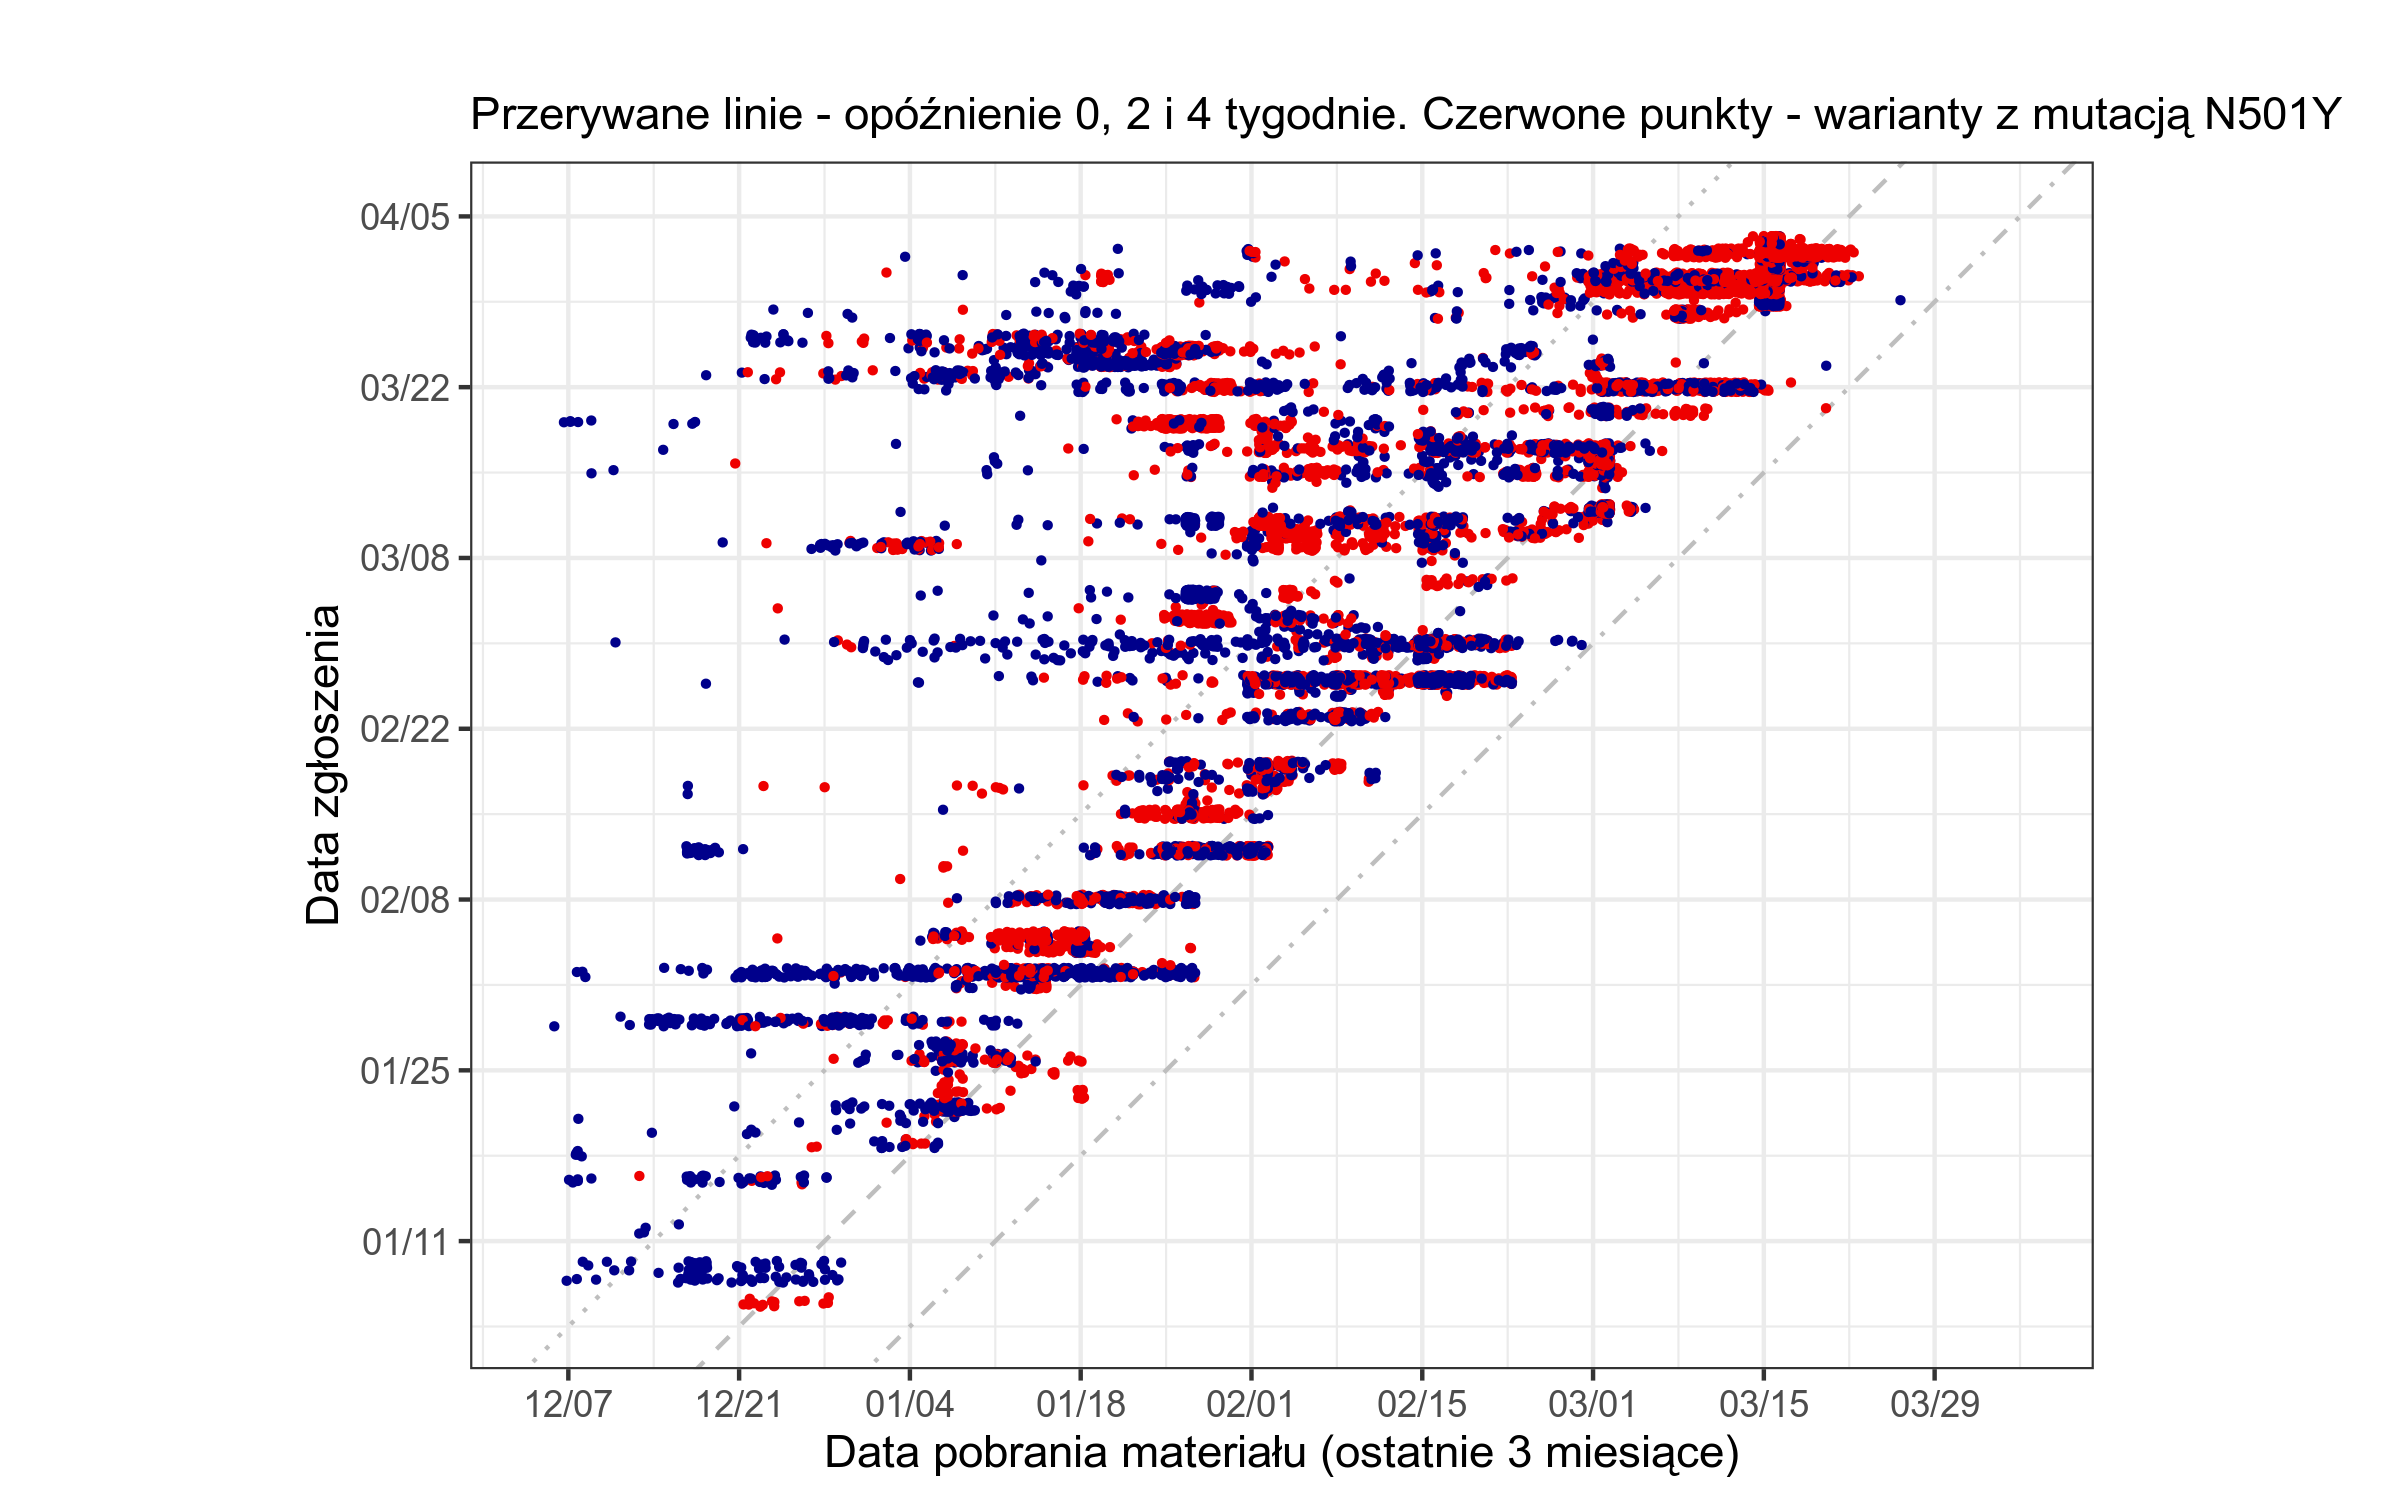 Przerywane linie - opóźnienie 0, 2 i 4 tygodnie. Czerwone punkty - warianty z mutacją N501Y
Data zgłoszenia
04/05
03/22
03/08
02/22
02/08
01/25
01/11
12/07 12/21 01/04 01/18 02/01 02/15 03/01 03/15 03/29
Data pobrania materiału (ostatnie 3 miesiące)